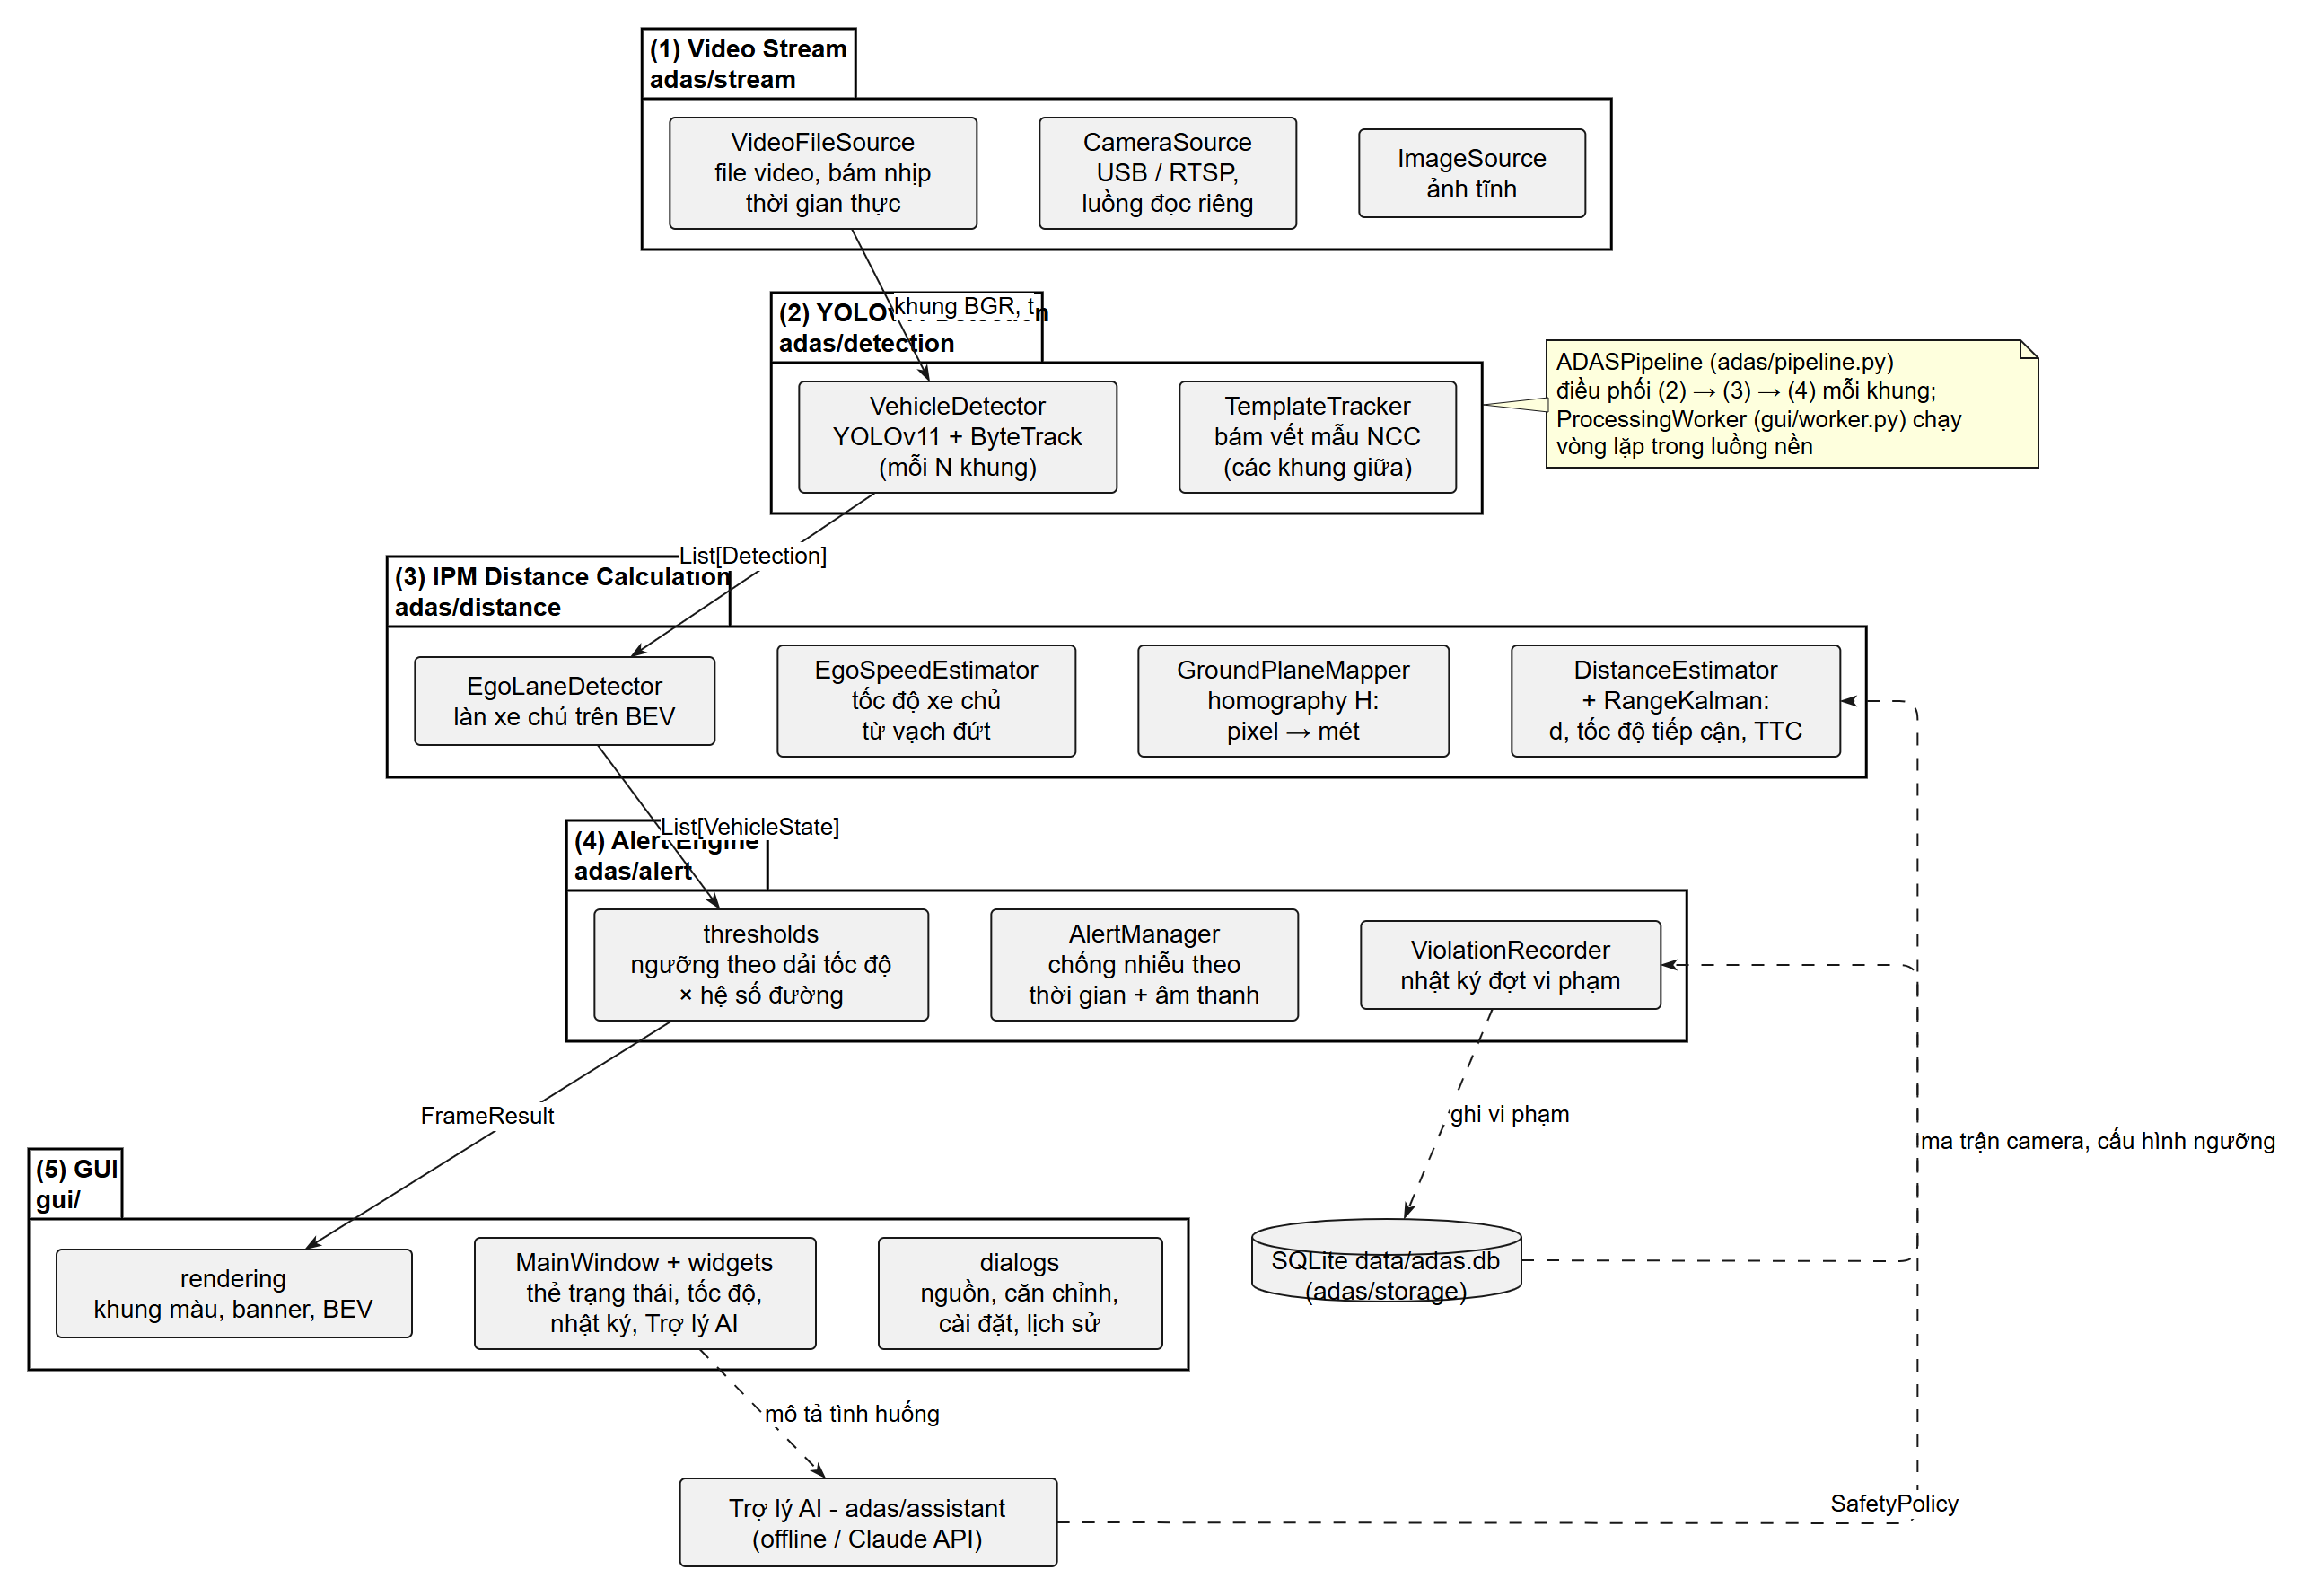 (1) Video Stream
adas/stream
VideoFileSource
file video, bám nhịp
thời gian thực
CameraSource
USB / RTSP,
luồng đọc riêng
ImageSource
ảnh tĩnh
khung BGR, t
(2) YOLO
adas/detection
VehicleDetector
YOLOv11 + ByteTrack
(mỗi N khung)
TemplateTracker
bám vết mẫu NCC
(các khung giữa)
ADASPipeline (adas/pipeline.py)
điều phối (2) → (3) → (4) mỗi khung;
ProcessingWorker (gui/worker.py) chạy
vòng lặp trong luồng nền
List[Detection]
(3) IPM Distance Calculation
adas/distance
EgoLaneDetector
làn xe chủ trên BEV
EgoSpeedEstimator
tốc độ xe chủ
từ vạch đứt
GroundPlaneMapper
homography H:
pixel → mét
DistanceEstimator
+ RangeKalman:
d, tốc độ tiếp cận, TTC
List[VehicleState]
(4) Alert Engine
adas/alert
thresholds
ngưỡng theo dải tốc độ
× hệ số đường
AlertManager
chống nhiễu theo
thời gian + âm thanh
ViolationRecorder
nhật ký đợt vi phạm
FrameResult
ghi vi phạm
ma trận camera, cấu hình ngưỡng
(5) GUI
gui/
rendering
khung màu, banner, BEV
MainWindow + widgets
thẻ trạng thái, tốc độ,
nhật ký, Trợ lý AI
dialogs
nguồn, căn chỉnh,
cài đặt, lịch sử
SQLite data/adas.db
(adas/storage)
mô tả tình huống
SafetyPolicy
Trợ lý AI - adas/assistant
(offline / Claude API)